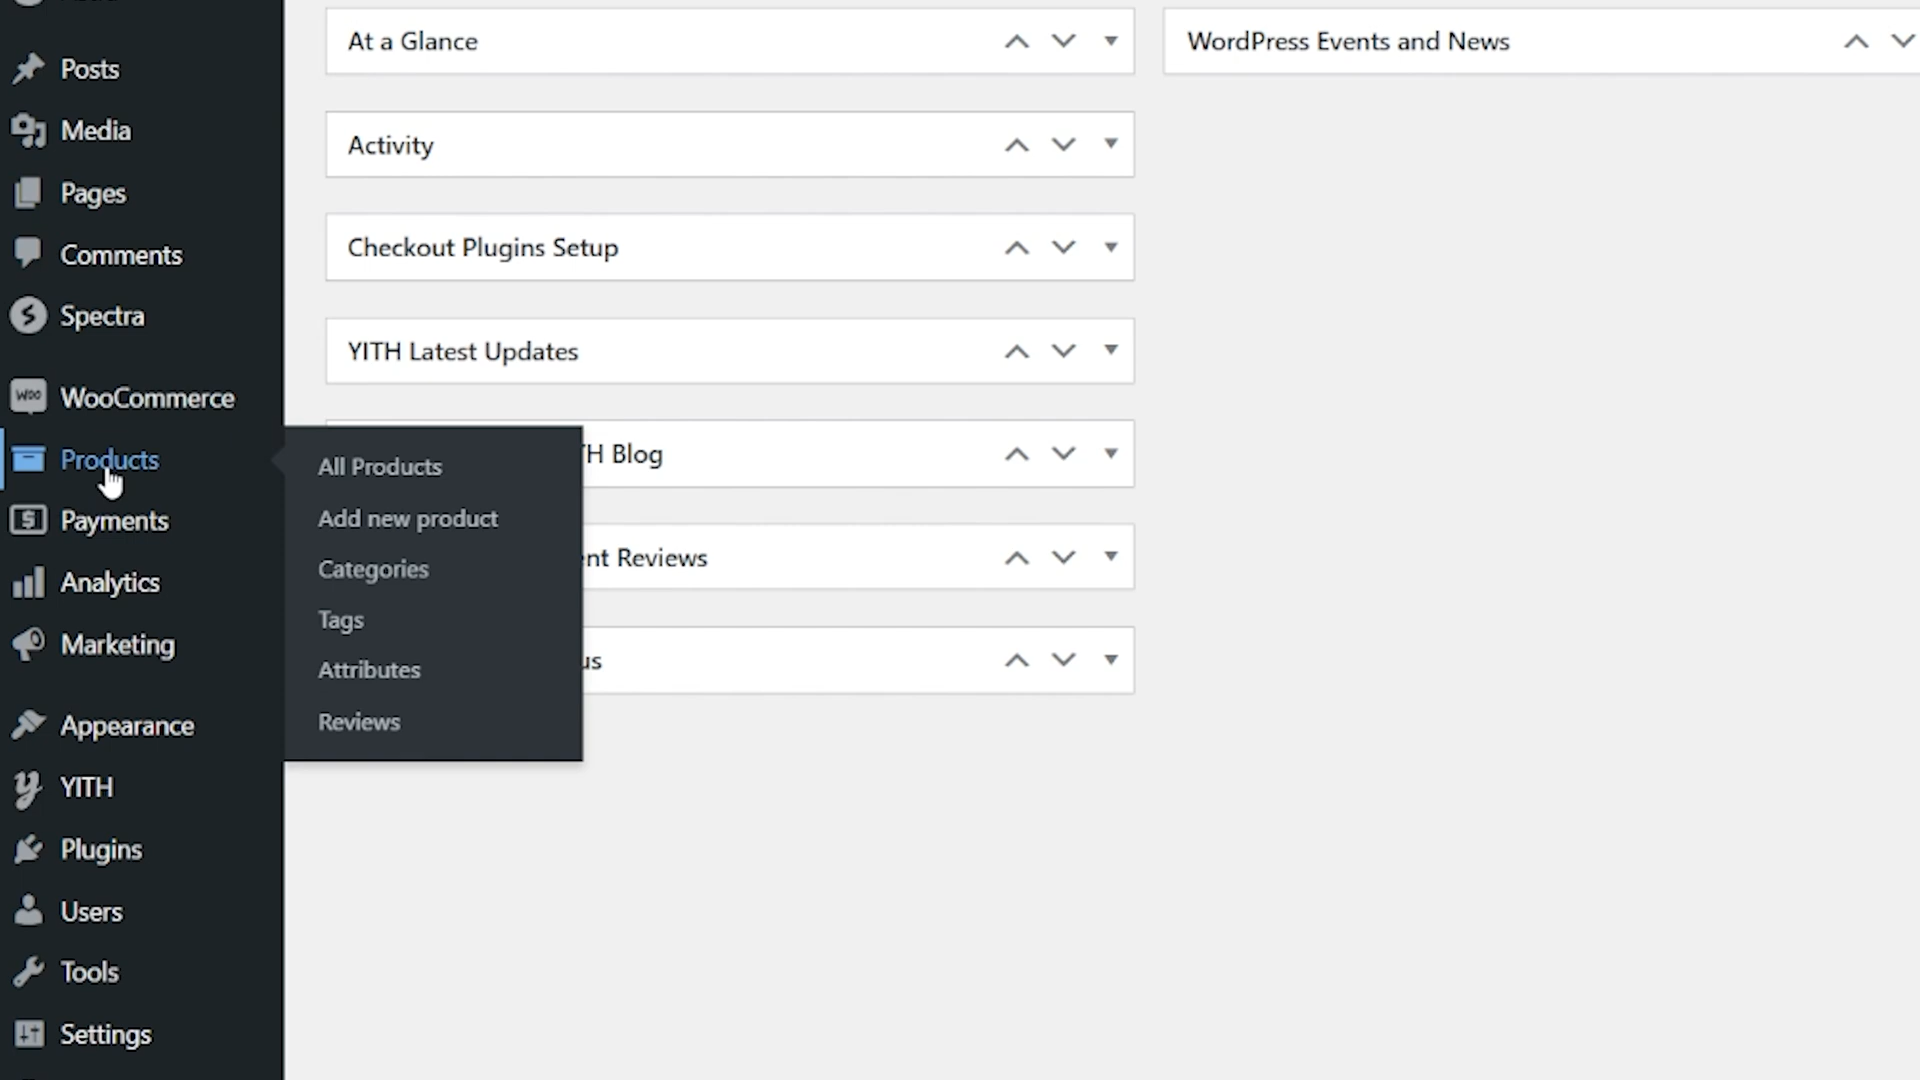 Posts
Media
Pages
Comments
Spectra
WooCommerce
Products
Payments
Analytics
Marketing
Appearance
YITH
Plugins
Users
Tools
Settings
All Products
Add new product
Categories
Tags
Attributes
Reviews
At a Glance
Activity
Checkout Plugins Setup
YITH Latest Updates
Blog
Reviews
WordPress Events and News